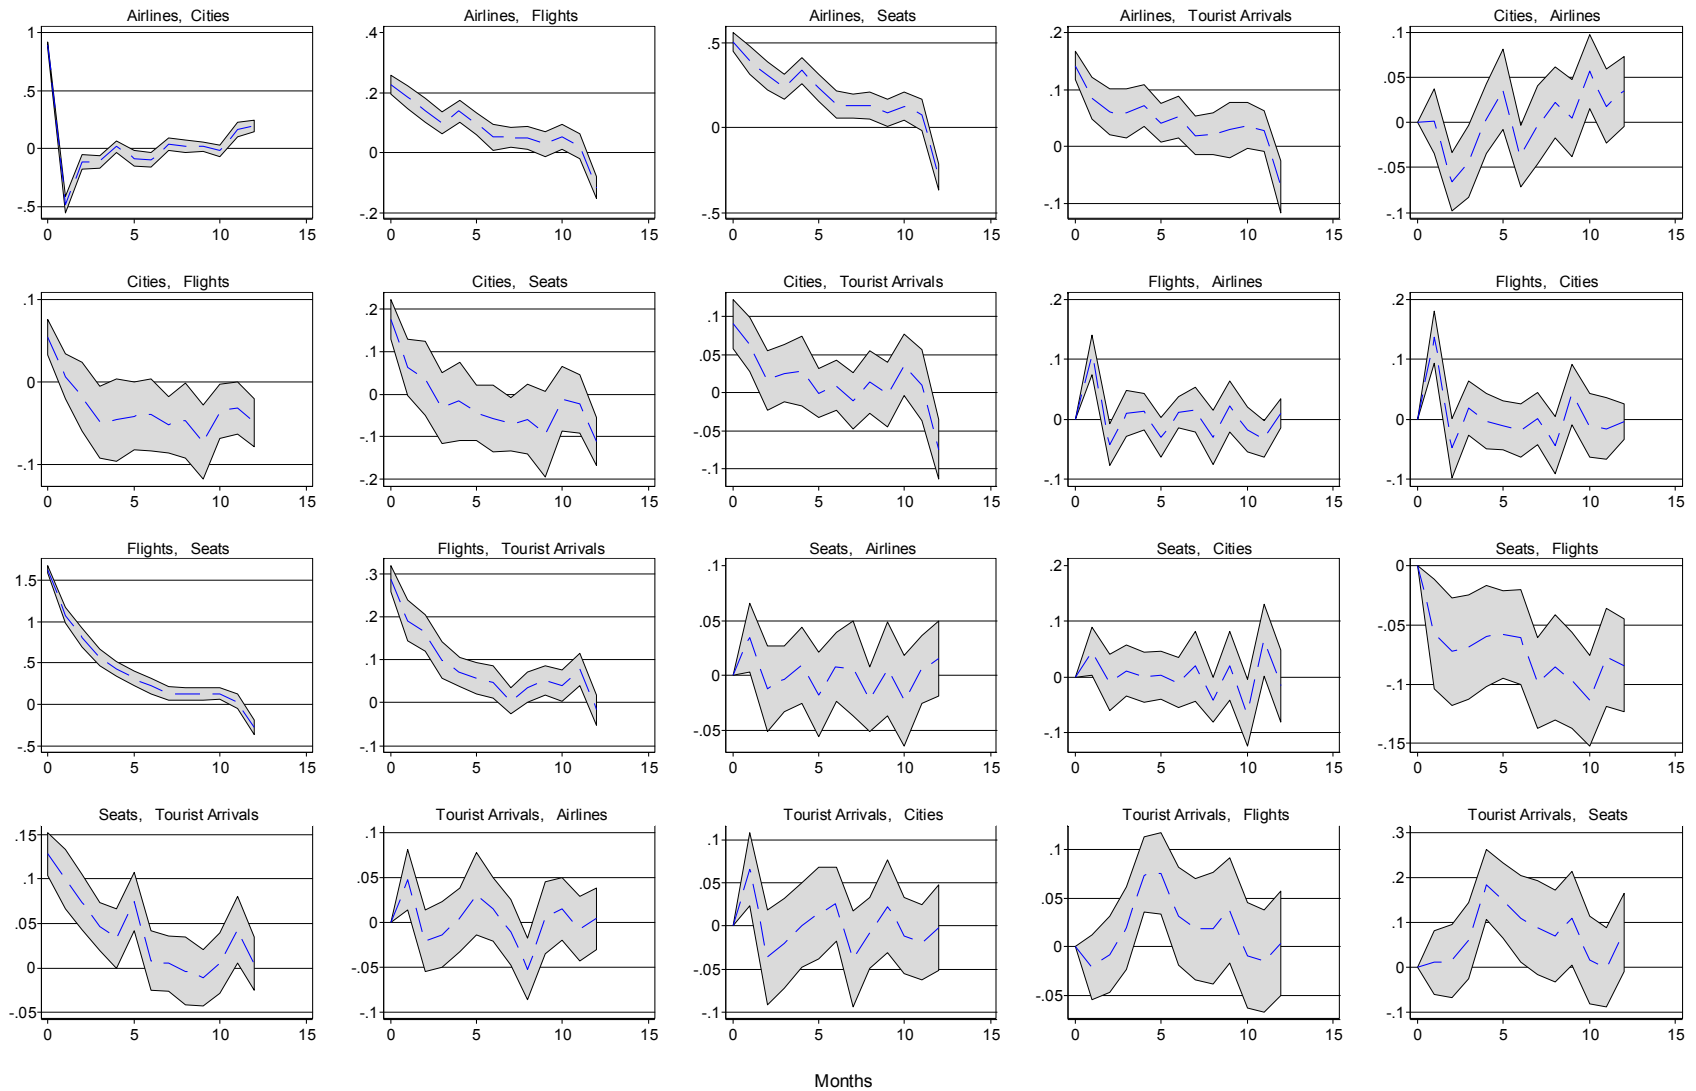 Airlines, Cities
1
.5
0
-.5
0 5 10 15
Airlines, Flights
.4
.2
0
-.2
0 5 10 15
Airlines, Seats
.5
0
-.5
0 5 10 15
Airlines, Tourist Arrivals
.2
.1
0
-.1
0 5 10 15
Cities, Airlines
.1
.05
0
-.05
-.1
0 5 10 15
Cities, Flights
.1
0
-.1
0 5 10 15
Cities, Seats
.2
.1
0
-.1
-.2
0 5 10 15
Cities, Tourist Arrivals
.1
.05
0
-.05
-.1
0 5 10 15
Flights, Airlines
.2
.1
0
-.1
0 5 10 15
Flights, Cities
.2
.1
0
-.1
0 5 10 15
Flights, Seats
1.5
1
.5
0
-.5
0 5 10 15
Flights, Tourist Arrivals
.3
.2
.1
0
-.1
0 5 10 15
Seats, Airlines
.1
.05
0
-.05
0 5 10 15
Seats, Cities
.2
.1
0
-.1
0 5 10 15
Seats, Flights
0
-.05
-.1
-.15
0 5 10 15
Seats, Tourist Arrivals
.15
.1
.05
0
-.05
0 5 10 15
Tourist Arrivals, Airlines
.1
.05
0
-.05
-.1
0 5 10 15
Tourist Arrivals, Cities
.1
.05
0
-.05
-.1
0 5 10 15
Tourist Arrivals, Flights
.1
.05
0
-.05
0 5 10 15
Tourist Arrivals, Seats
.3
.2
.1
0
-.1
0 5 10 15
Months